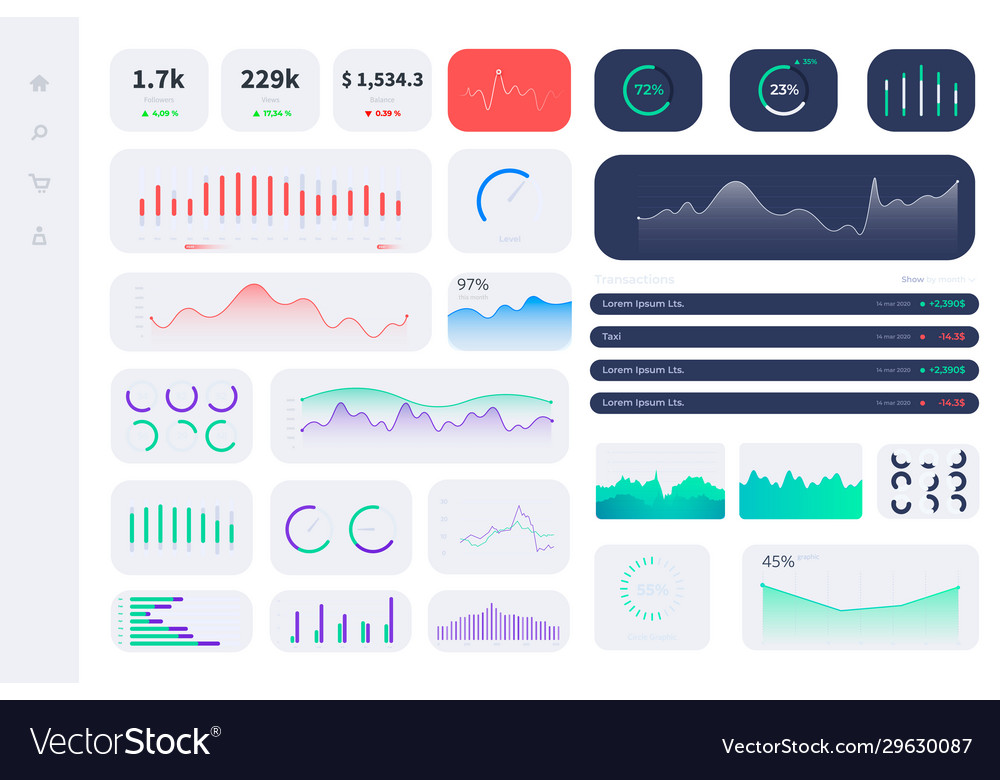 1.7k
Followers
4,09 %
229k
Views
17,34 %
$ 1,534.3
Balance
0.39 %
72%
35%
23%
Level
97%
this month
Transactions
Show by month
Lorem Ipsum Lts. 14 mar 2020 +2,390$
Taxi 14 mar 2020 -14.3$
Lorem Ipsum Lts. 14 mar 2020 +2,390$
Lorem Ipsum Lts. 14 mar 2020 -14.3$
55%
45% graphic
VectorStock®
VectorStock.com/29630087